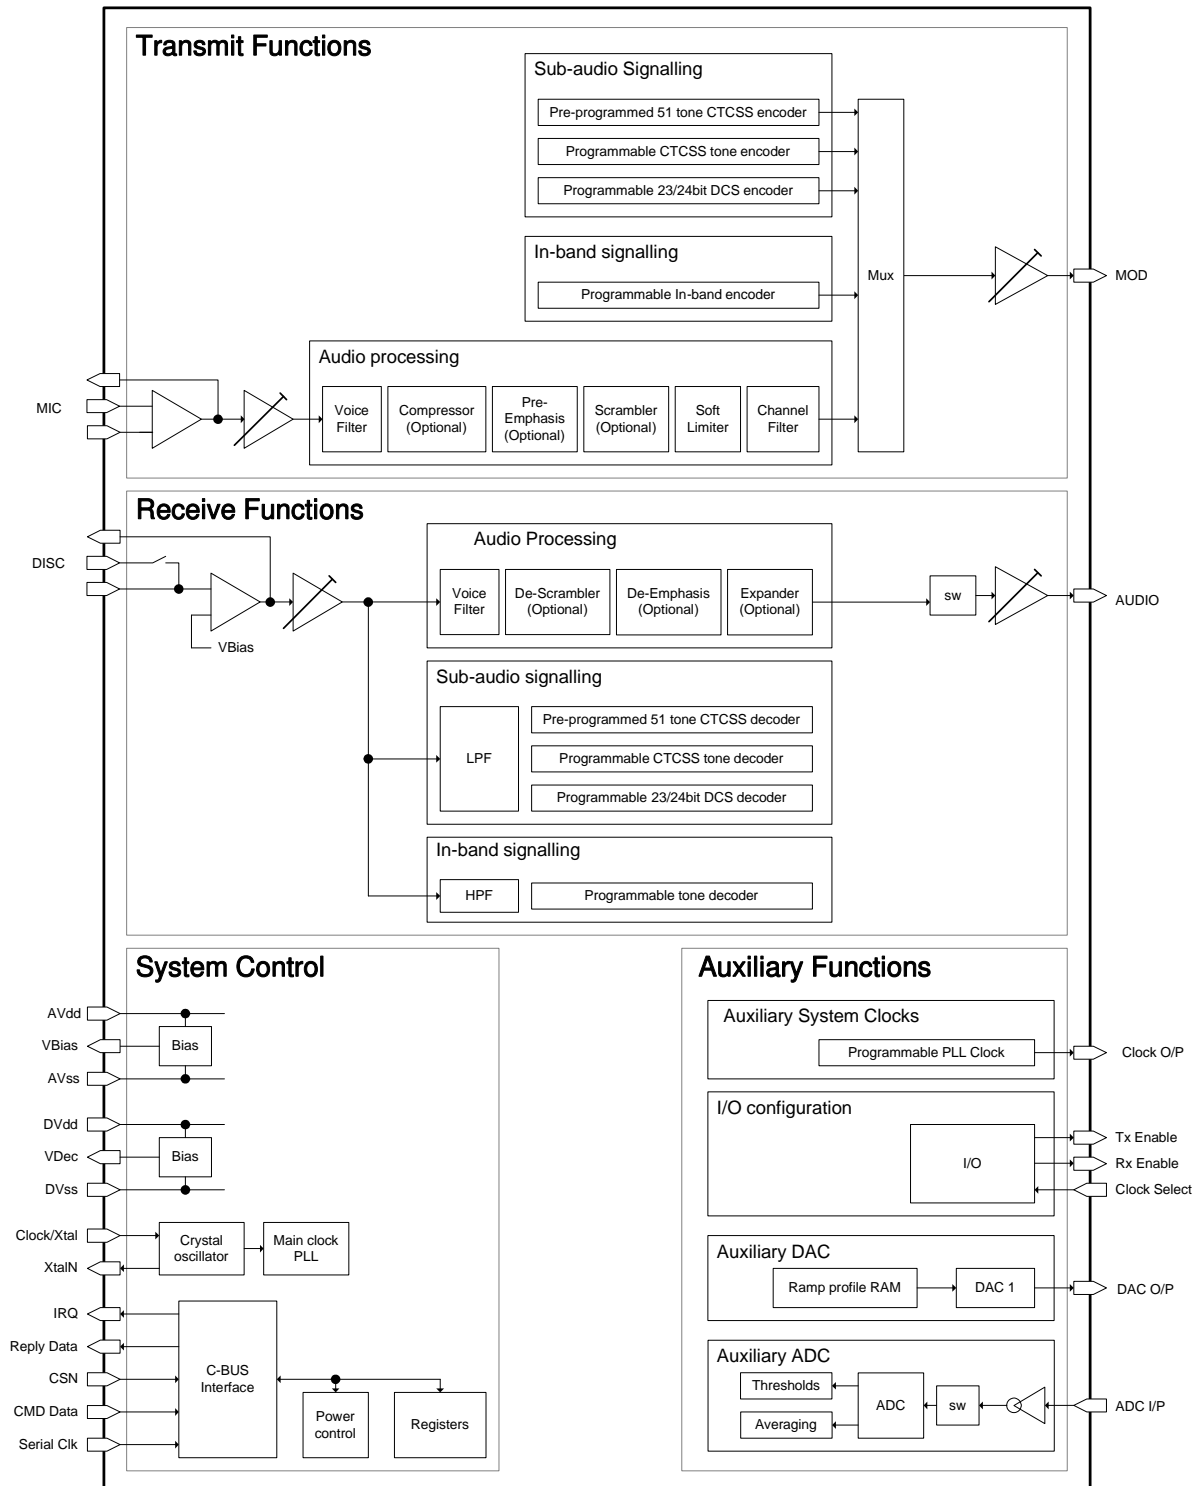 Transmit Functions
Sub-audio Signalling
Pre-programmed 51 tone CTCSS encoder
Programmable CTCSS tone encoder
Programmable 23/24bit DCS encoder
In-band signalling
Programmable In-band encoder
Mux
MOD
Audio processing
MIC
Voice
Filter
Compressor
(Optional)
Pre-
Emphasis
(Optional)
Scrambler
(Optional)
Soft
Limiter
Channel
Filter
Receive Functions
DISC
VBias
Audio Processing
Voice
Filter
De-Scrambler
(Optional)
De-Emphasis
(Optional)
Expander
(Optional)
sw
AUDIO
Sub-audio signalling
LPF
Pre-programmed 51 tone CTCSS decoder
Programmable CTCSS tone decoder
Programmable 23/24bit DCS decoder
In-band signalling
HPF
Programmable tone decoder
System Control
AVdd
VBias
Bias
AVss
DVdd
VDec
Bias
DVss
Clock/Xtal
XtalN
Crystal
oscillator
Main clock
PLL
IRQ
Reply Data
CSN
CMD Data
Serial Clk
C-BUS
Interface
Power
control
Registers
Auxiliary Functions
Auxiliary System Clocks
Programmable PLL Clock
Clock O/P
I/O configuration
I/O
Tx Enable
Rx Enable
Clock Select
Auxiliary DAC
Ramp profile RAM
DAC 1
DAC O/P
Auxiliary ADC
Thresholds
Averaging
ADC
sw
ADC I/P